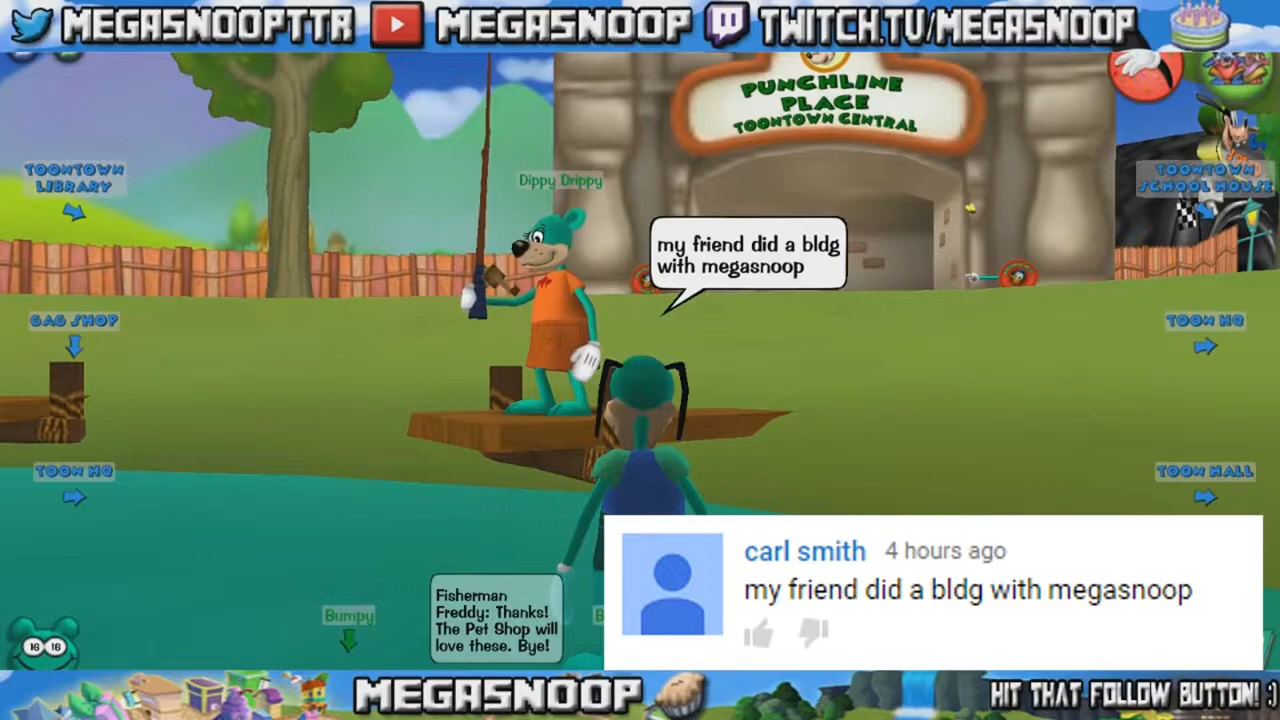 MEGASNOOPTTR MEGASNOOP TWITCH.TV/MEGASNOOP
PUNCHLINE
PLACE
TOONTOWN CENTRAL
TOONTOWN
LIBRARY
Dippy Drippy
TOONTOWN
SCHOOL HOUSE
my friend did a bldg
with megasnoop
GAG SHOP
TOON HQ
TOON HQ
TOON HALL
carl smith 4 hours ago
my friend did a bldg with megasnoop
Fisherman
Freddy: Thanks!
The Pet Shop will
love these. Bye!
Bumpy
B
16 16
MEGASNOOP
HIT THAT FOLLOW BUTTON! :)